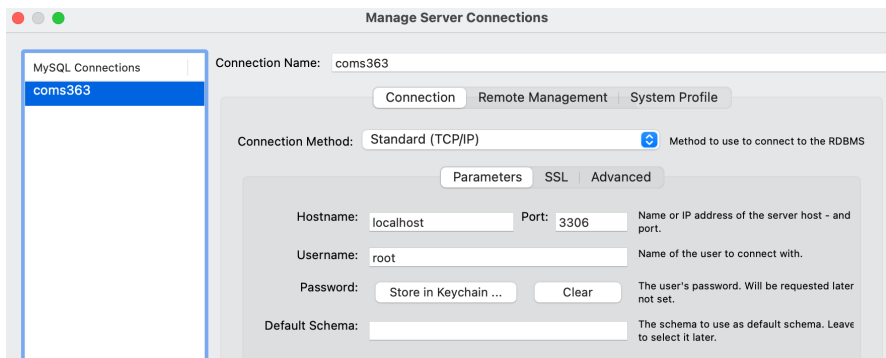 Manage Server Connections
MySQL Connections
coms363
Connection Name: coms363
Connection Remote Management System Profile
Connection Method: Standard (TCP/IP) Method to use to connect to the RDBMS
Parameters SSL Advanced
Hostname: localhost Port: 3306 Name or IP address of the server host - and
port.
Username: root Name of the user to connect with.
Password: Store in Keychain ... Clear The user's password. Will be requested later
not set.
Default Schema: The schema to use as default schema. Leave
to select it later.